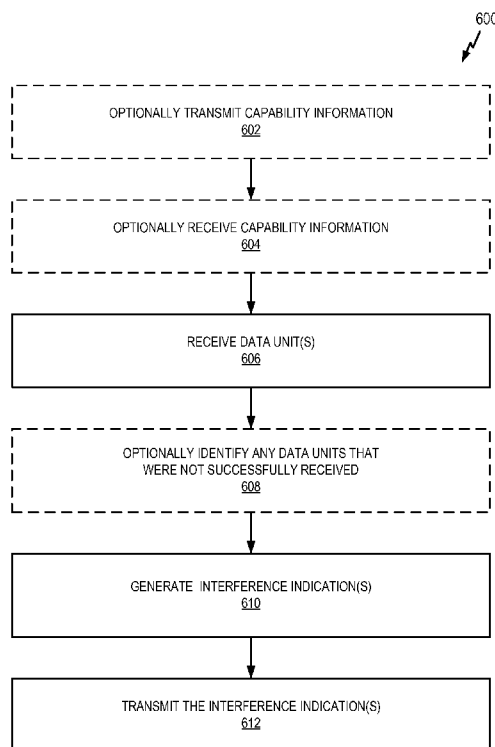 600
OPTIONALLY TRANSMIT CAPABILITY INFORMATION
602
OPTIONALLY RECEIVE CAPABILITY INFORMATION
604
RECEIVE DATA UNIT(S)
606
OPTIONALLY IDENTIFY ANY DATA UNITS THAT
WERE NOT SUCCESSFULLY RECEIVED
608
GENERATE INTERFERENCE INDICATION(S)
610
TRANSMIT THE INTERFERENCE INDICATION(S)
612